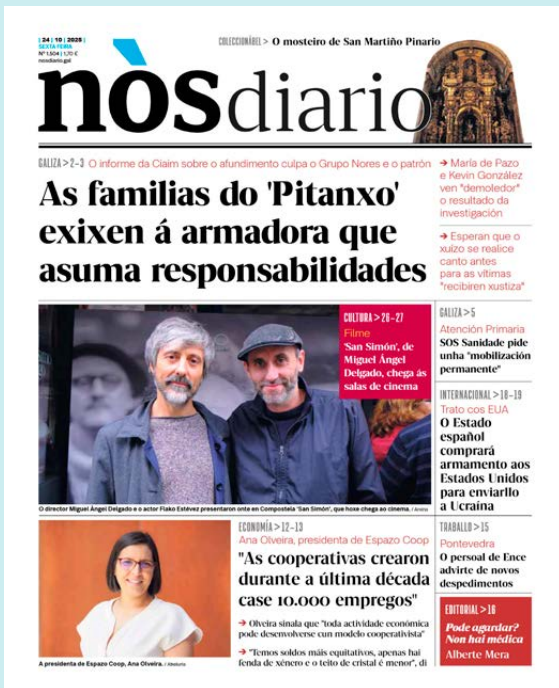 | 24 | 10 | 2025 |
SEXTA FEIRA
Nº 1.504 | 1,70 €
nosdiario.gal
COLECCIONÁBEL > O mosteiro de San Martiño Pinario
nòsdiario
GALIZA > 2-3 O informe da Ciaim sobre o afundimento culpa o Grupo Nores e o patrón
As familias do 'Pitanxo'
exixen á armadora que
asuma responsabilidades
→ María de Pazo
e Kevin González
ven "demoledor"
o resultado da
investigación
→ Esperan que o
xuízo se realice
canto antes
para as vítimas
"recibiren xustiza"
CULTURA > 26-27
Filme
'San Simón', de
Miguel Ángel
Delgado, chega ás
salas de cinema
O director Miguel Ángel Delgado e o actor Flako Estévez presentaron onte en Compostela 'San Simón', que hoxe chega ao cinema. /
GALIZA > 5
Atención Primaria
SOS Sanidade pide
unha "mobilización
permanente"
INTERNACIONAL > 18-19
Trato cos EUA
O Estado
español
comprará
armamento aos
Estados Unidos
para enviarllo
a Ucraína
TRABALLO > 15
Pontevedra
O persoal de Ence
advirte de novos
despedimentos
EDITORIAL > 16
Pode agardar?
Non hai médica
Alberte Mera
ECONOMÍA > 12-13
Ana Olveira, presidenta de Espazo Coop
"As cooperativas crearon
durante a última década
case 10.000 empregos"
→ Olveira sinala que "toda actividade económica
pode desenvolverse cun modelo cooperativista"
→ "Temos soldos máis equitativos, apenas hai
fenda de xénero e o teito de cristal é menor", di
A presidenta de Espazo Coop, Ana Olveira. /